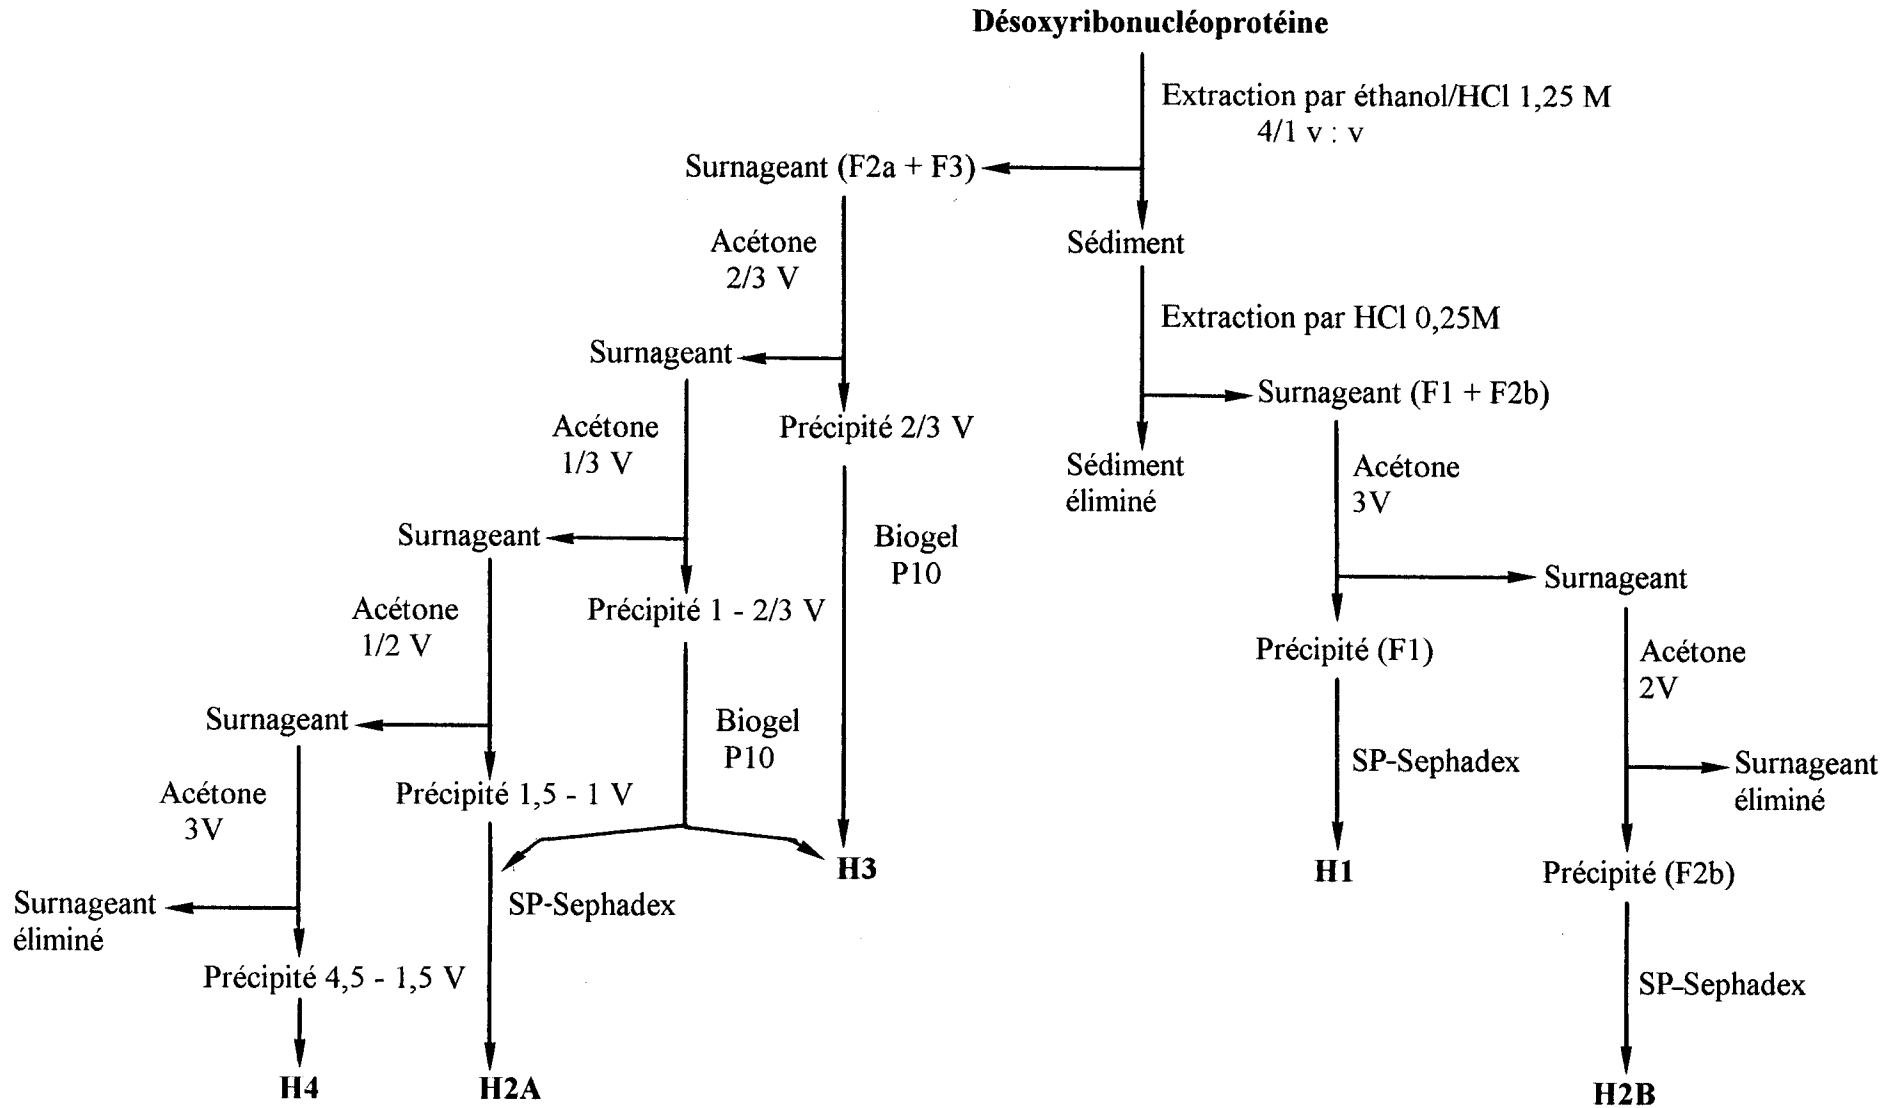 Désoxyribonucléoprotéine
Extraction par éthanol/HCl 1,25 M
4/1 v : v
Surnageant (F2a + F3)
Acétone
2/3 V
Sédiment
Extraction par HCl 0,25M
Surnageant
Surnageant (F1 + F2b)
Acétone
1/3 V
Précipité 2/3 V
Sédiment
éliminé
Acétone
3V
Surnageant
Biogel
P10
Surnageant
Acétone
1/2 V
Précipité 1 - 2/3 V
Précipité (F1)
Acétone
2V
Surnageant
Biogel
P10
SP-Sephadex
Surnageant
éliminé
Acétone
3V
Précipité 1,5 - 1 V
H3
H1
Précipité (F2b)
Surnageant
éliminé
SP-Sephadex
Précipité 4,5 - 1,5 V
SP-Sephadex
H4
H2A
H2B